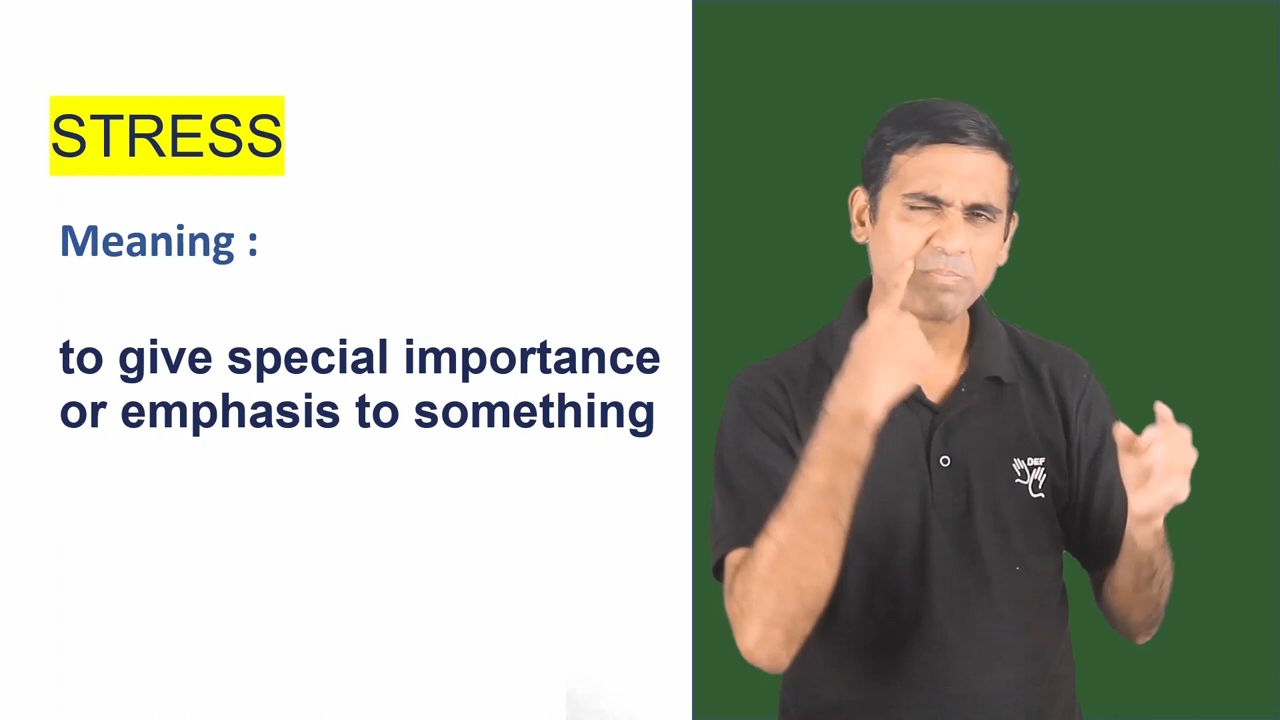 STRESS
Meaning :
to give special importance
or emphasis to something
DEF